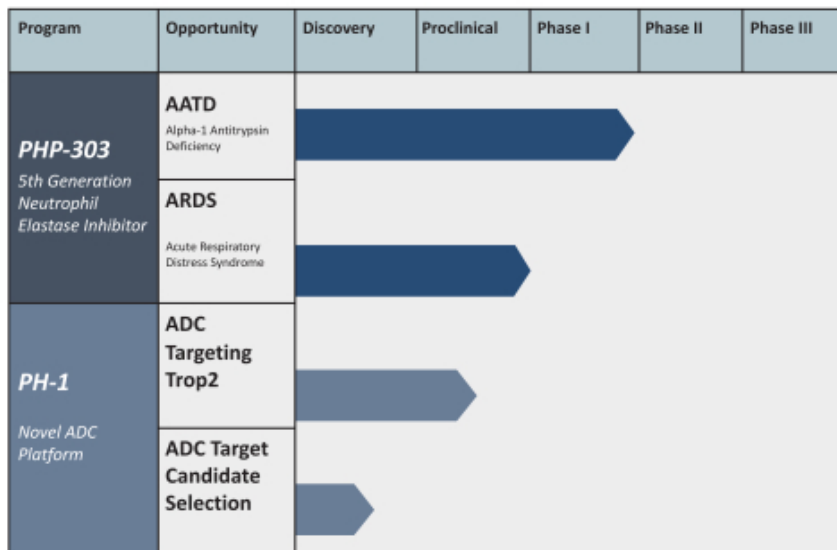 Program Opportunity Discovery Proclinical Phase I Phase II Phase III
PHP-303
5th Generation
Neutrophil
Elastase Inhibitor
AATD
Alpha-1 Antitrypsin
Deficiency
ARDS
Acute Respiratory
Distress Syndrome
PH-1
Novel ADC
Platform
ADC
Targeting
Trop2
ADC Target
Candidate
Selection